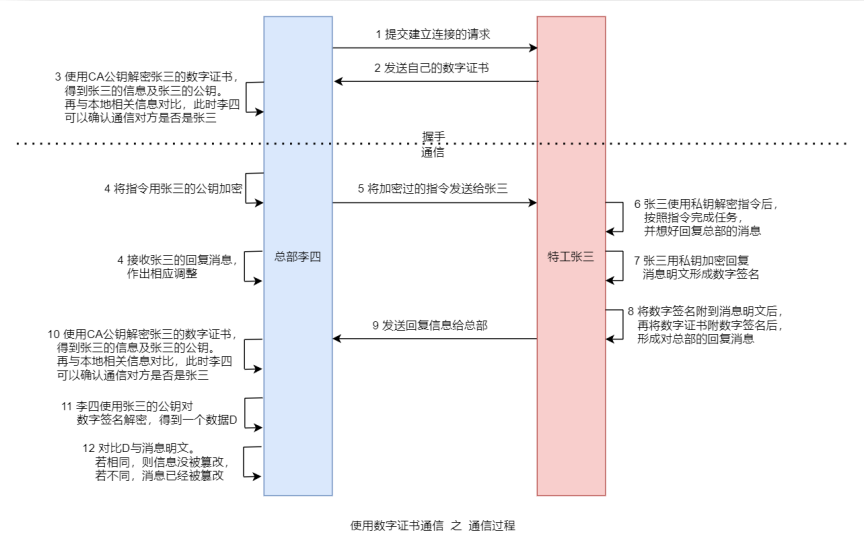 1 提交建立连接的请求
2 发送自己的数字证书
3 使用CA公钥解密张三的数字证书，
得到张三的信息及张三的公钥。
再与本地相关信息对比，此时李四
可以确认通信对方是否是张三
握手
通信
4 将指令用张三的公钥加密
5 将加密过的指令发送给张三
6 张三使用私钥解密指令后，
按照指令完成任务，
并想好回复总部的消息
4 接收张三的回复消息，
作出相应调整
总部李四
特工张三
7 张三用私钥加密回复
消息明文形成数字签名
8 将数字签名附到消息明文后，
再将数字证书附数字签名后，
形成对总部的回复消息
9 发送回复信息给总部
10 使用CA公钥解密张三的数字证书，
得到张三的信息及张三的公钥。
再与本地相关信息对比，此时李四
可以确认通信对方是否是张三
11 李四使用张三的公钥对
数字签名解密，得到一个数据D
12 对比D与消息明文。
若相同，则信息没被篡改，
若不同，消息已经被篡改
使用数字证书通信 之 通信过程